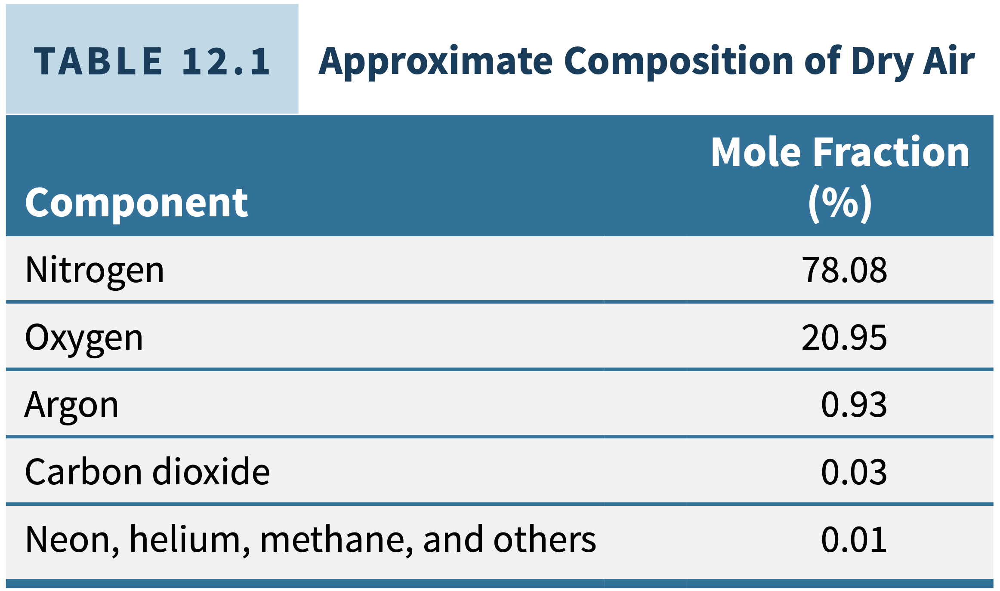 TABLE 12.1 Approximate Composition of Dry Air
Component Mole Fraction (%)
Nitrogen 78.08
Oxygen 20.95
Argon 0.93
Carbon dioxide 0.03
Neon, helium, methane, and others 0.01